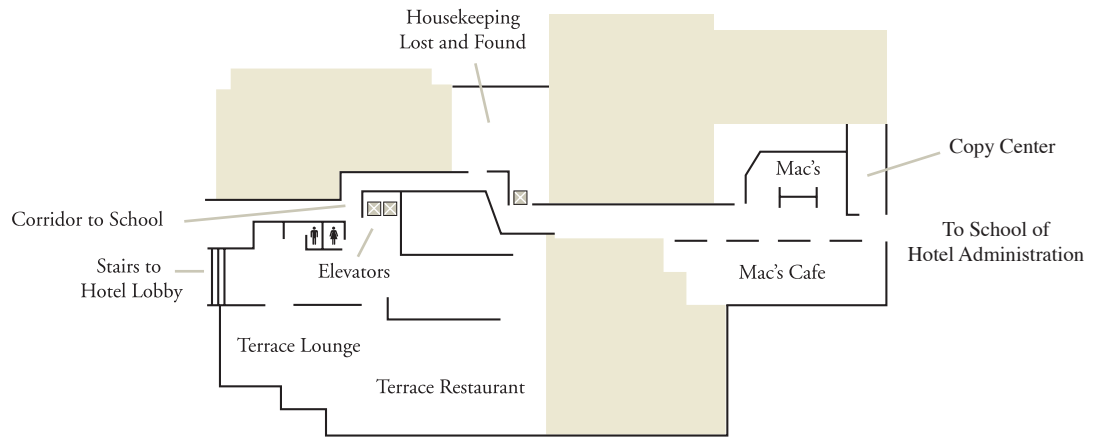 Housekeeping
Lost and Found
Copy Center
Mac's
Corridor to School
To School of
Hotel Administration
Stairs to
Hotel Lobby
Elevators
Mac's Cafe
Terrace Lounge
Terrace Restaurant